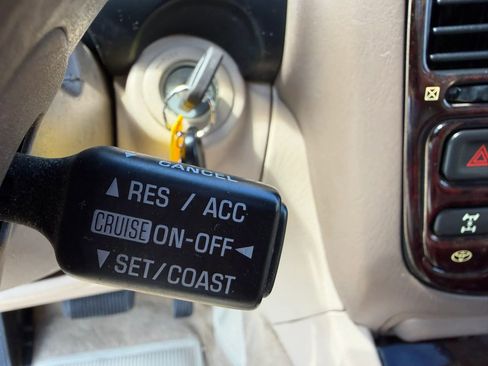 CANCEL
RES / ACC
CRUISE ON-OFF
SET/COAST